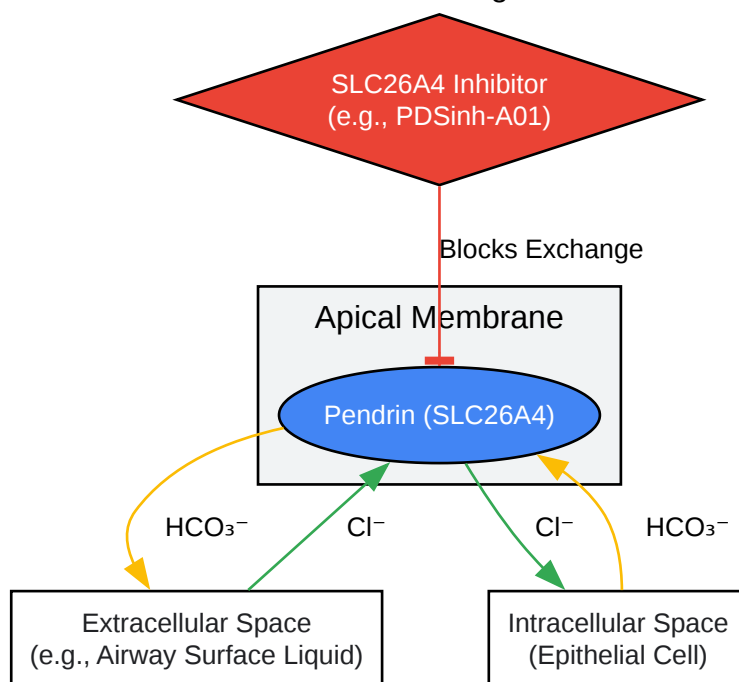 SLC26A4 Inhibitor
(e.g., PDSinh-A01)
Blocks Exchange
Apical Membrane
Pendrin (SLC26A4)
HCO₃⁻ Cl⁻ Cl⁻ HCO₃⁻
Extracellular Space
(e.g., Airway Surface Liquid)
Intracellular Space
(Epithelial Cell)